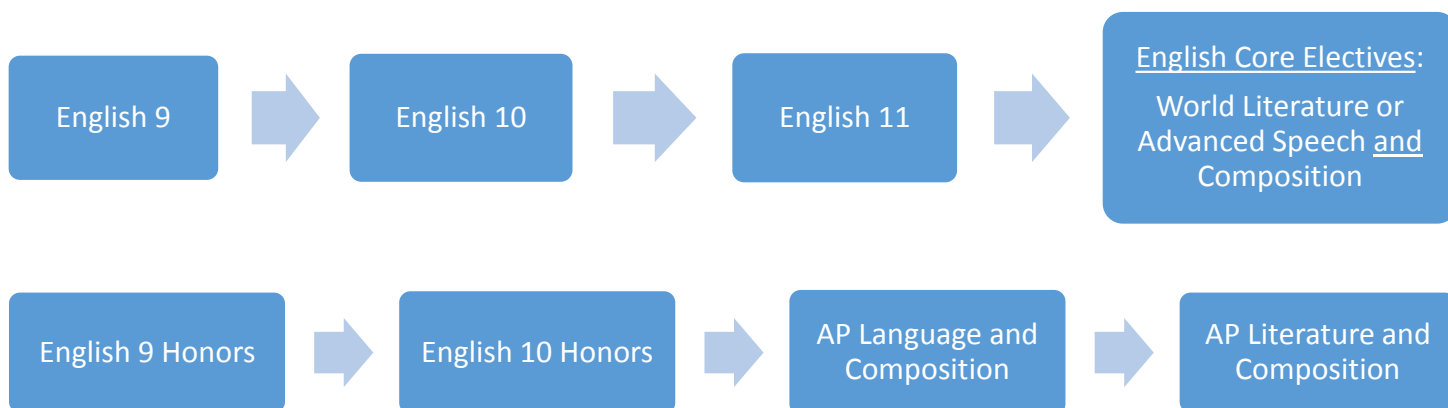 English 9
English 10
English 11
English Core Electives:
World Literature or
Advanced Speech and
Composition
English 9 Honors
English 10 Honors
AP Language and
Composition
AP Literature and
Composition